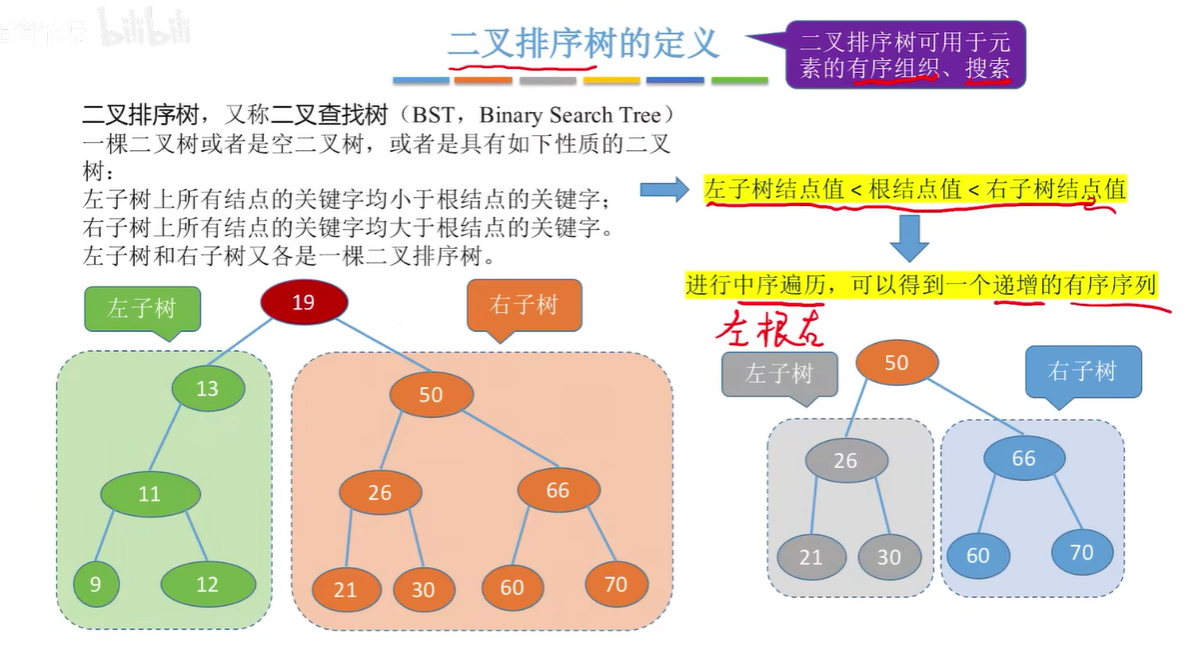 bilibili
二叉排序树的定义
二叉排序树可用于元
素的有序组织、搜索
二叉排序树，又称二叉查找树（BST，Binary Search Tree）
一棵二叉树或者是空二叉树，或者是具有如下性质的二叉
树：
左子树上所有结点的关键字均小于根结点的关键字；
右子树上所有结点的关键字均大于根结点的关键字。
左子树和右子树又各是一棵二叉排序树。
左子树结点值 < 根结点值 < 右子树结点值
进行中序遍历，可以得到一个递增的有序序列
左根右
左子树
19
右子树
13
50
11
26
66
9
12
21
30
60
70
左子树
50
右子树
26
66
21
30
60
70